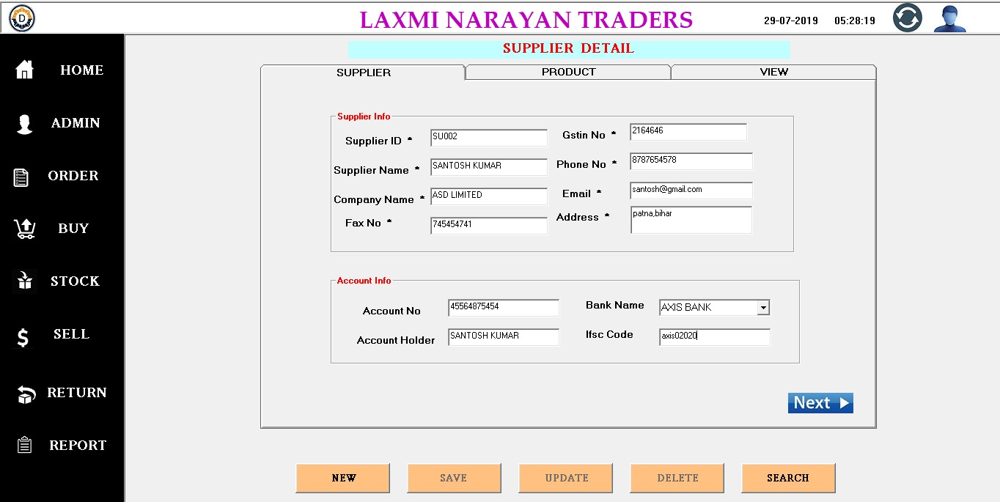 D
LAXMI NARAYAN TRADERS
29-07-2019 05:28:19
HOME
ADMIN
ORDER
BUY
STOCK
SELL
RETURN
REPORT
SUPPLIER DETAIL
SUPPLIER PRODUCT VIEW
Supplier Info
Supplier ID * SU002 Gstin No * 2164646
Supplier Name * SANTOSH KUMAR Phone No * 8787654578
Company Name * ASD LIMITED Email * santosh@gmail.com
Fax No * 745454741 Address * patna,bihar
Account Info
Account No 45564875454 Bank Name AXIS BANK
Account Holder SANTOSH KUMAR Ifsc Code axis02020
Next
NEW SAVE UPDATE DELETE SEARCH